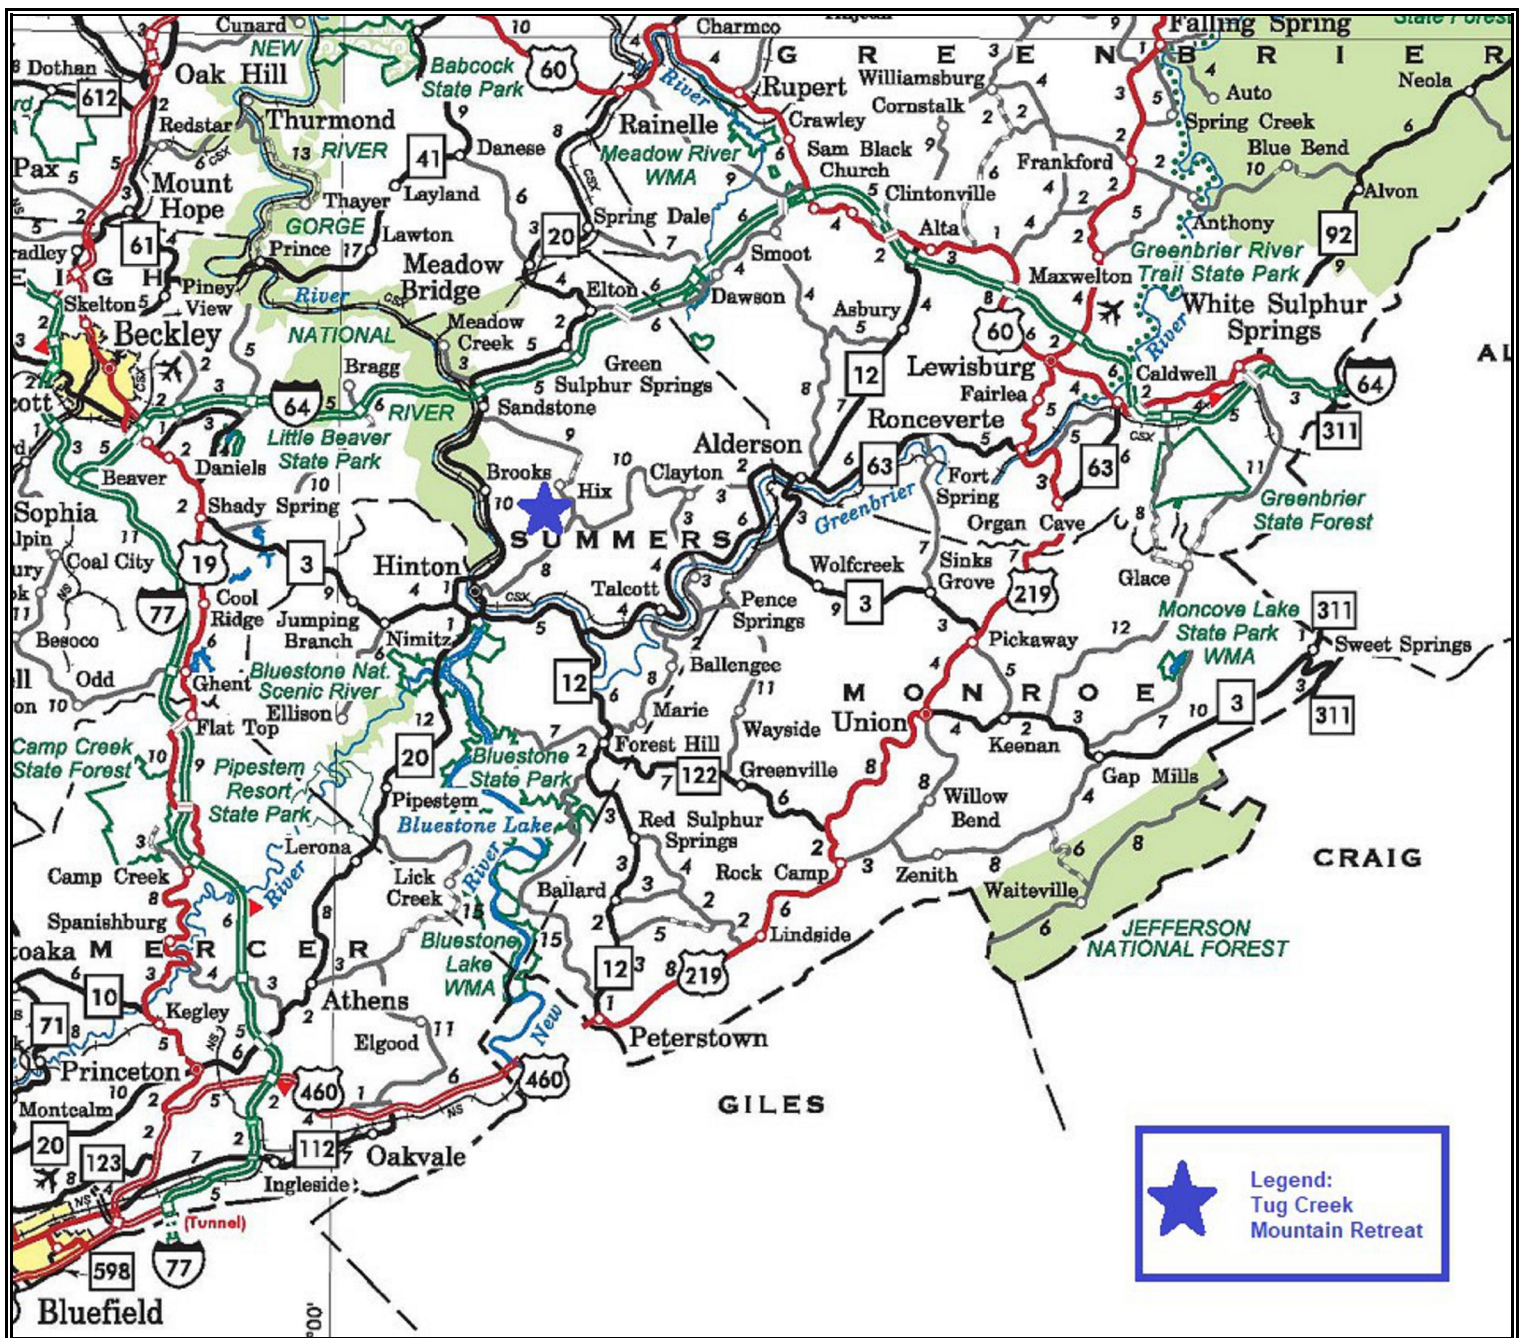 Cunard
NEW
Dothan
Oak Hill
612
Thurmond
Redstar
RIVER
Pax
Mount
Hope
Thayer
GORGE
61
Prince
17
Piney
View
River
Skelton
Beckley
NATIONAL
Bragg
64
RIVER
Little Beaver
State Park
Beaver
Daniels
Shady Spring
Sophia
Coal City
19
77
Cool
Ridge
3
Jumping
Branch
Besoco
Odd
Ghent
Flat Top
Camp Creek
State Forest
Babcock
State Park
60
Charmco
Rainelle
Meadow River
WMA
41
Danese
Layland
Lawton
Meadow
Bridge
20
Spring Dale
Elton
Meadow
Creek
Green
Sulphur Springs
Sandstone
Brooks
Hix
Clayton
SUMMERS
Hinton
Nimitz
Talcott
Pence
Springs
Ballengee
Marie
Wayside
Forest Hill
122
Greenville
12
Bluestone Nat.
Scenic River
Ellison
20
Pipestem
Resort
State Park
Pipestem
Bluestone
State Park
Bluestone Lake
River
Lerona
Lick
Creek
Camp Creek
Spanishburg
River
MERCER
Bluestone
Lake
WMA
New
Athens
Elgood
10
71
Kegley
Princeton
Montcalm
20
123
460
460
112
Oakvale
Ingleside
(Tunnel)
77
598
Bluefield
GREENBRIER
Falling Spring
Rupert
River
Crawley
Sam Black
Church
Williamsburg
Cornstalk
Frankford
Auto
Spring Creek
Blue Bend
Neola
Alvon
92
Anthony
Clintonville
Alta
Smoot
Dawson
Asbury
12
Maxwelton
Greenbrier River
Trail State Park
River
White Sulphur
Springs
60
Lewisburg
Fairlea
Caldwell
64
311
Ronceverte
Alderson
63
Fort
Spring
63
Greenbrier
Organ Cave
Greenbrier
State Forest
Wolfcreek
3
Sinks
Grove
219
Glace
Moncove Lake
State Park
WMA
311
Sweet Springs
311
Pickaway
MONROE
Union
Keenan
3
Gap Mills
Willow
Bend
Red Sulphur
Springs
Rock Camp
Zenith
Waiteville
Ballard
Lindside
12
219
Peterstown
JEFFERSON
NATIONAL FOREST
CRAIG
GILES
Legend:
Tug Creek
Mountain Retreat